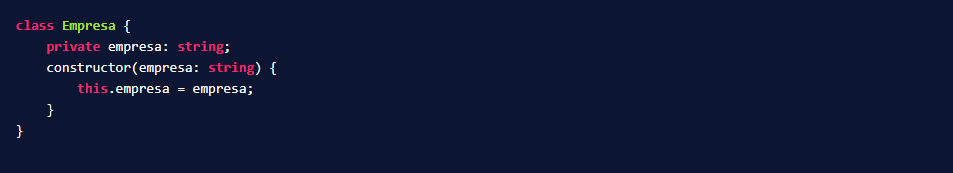 class Empresa {
    private empresa: string;
    constructor(empresa: string) {
        this.empresa = empresa;
    }
}